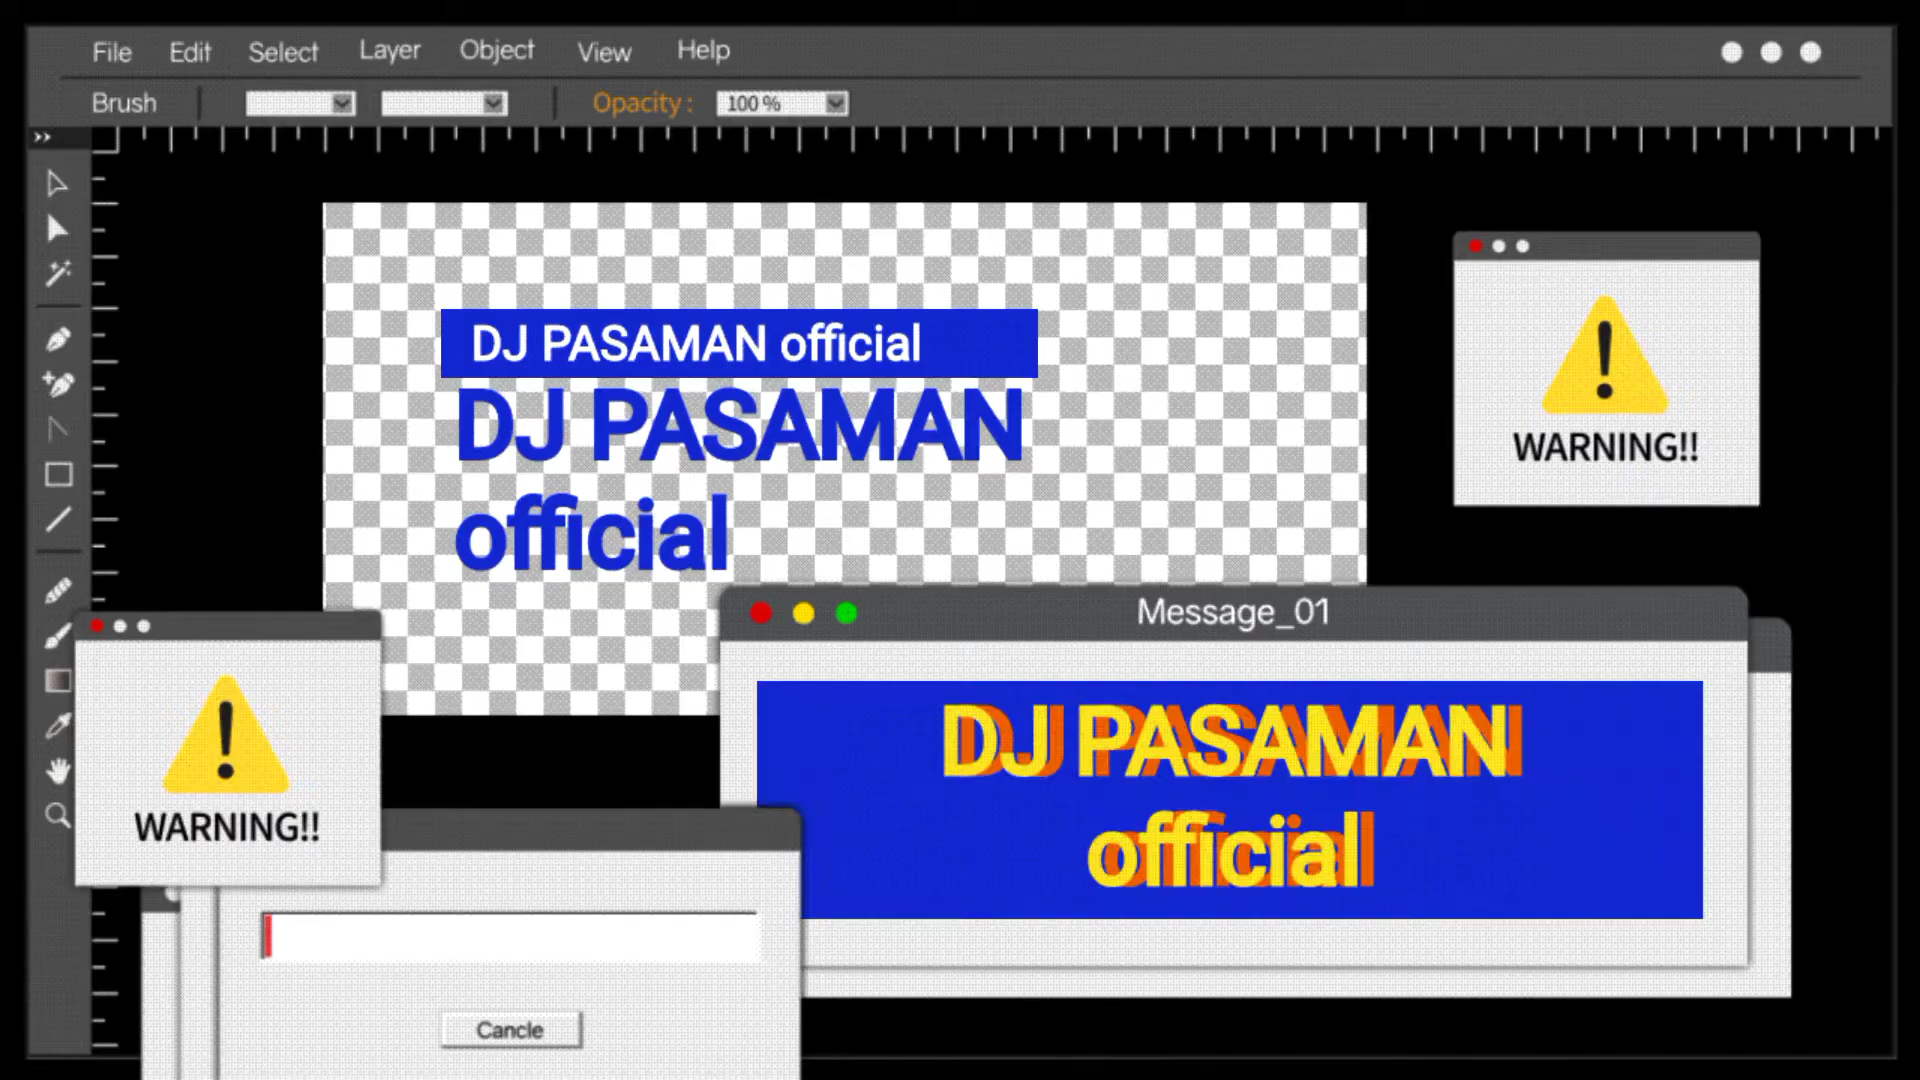 File Edit Select Layer Object View Help
Brush Opacity : 100 %
DJ PASAMAN official
DJ PASAMAN
official
WARNING!!
Message_01
DJ PASAMAN
official
WARNING!!
Cancle